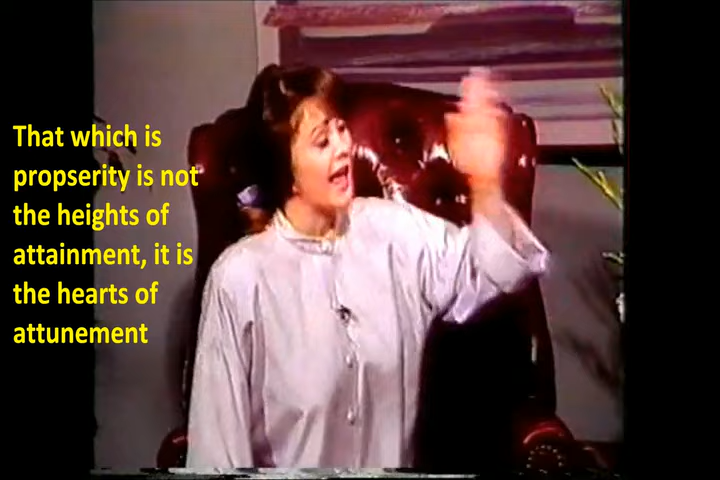 That which is
propserity is not
the heights of
attainment, it is
the hearts of
attunement